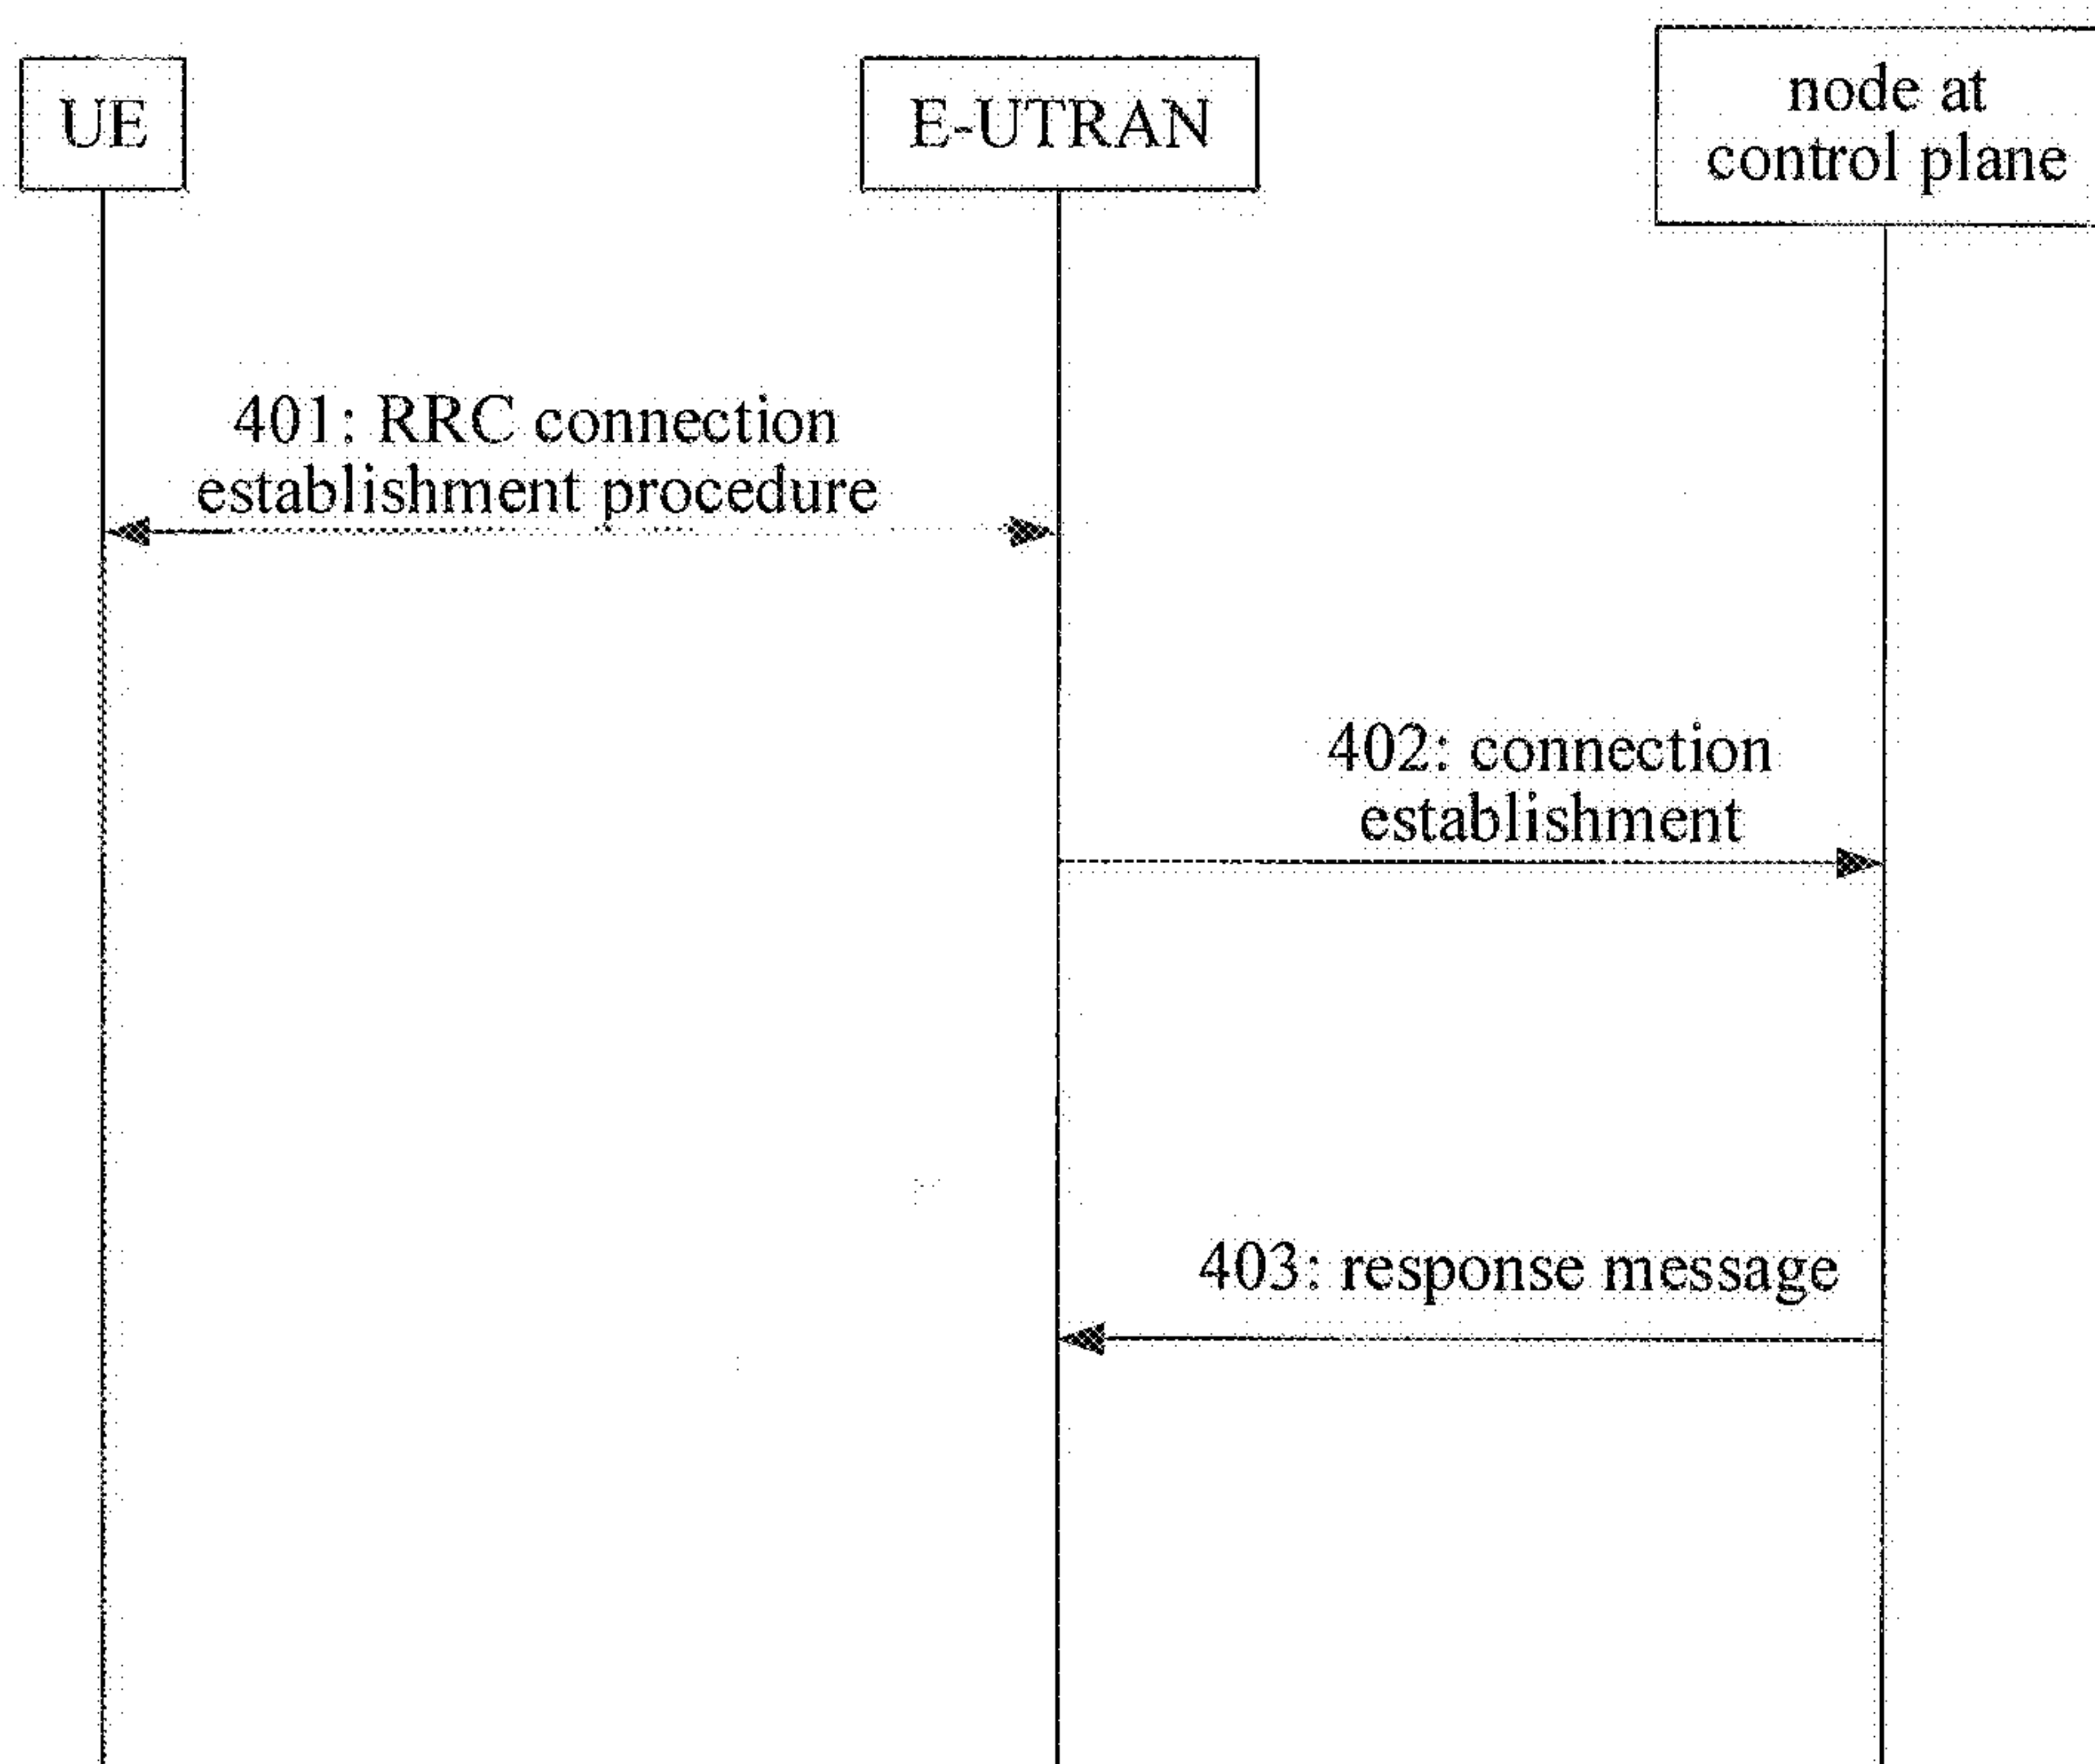 UE
E-UTRAN
node at
control plane
401: RRC connection
establishment procedure
402: connection
establishment
403: response message